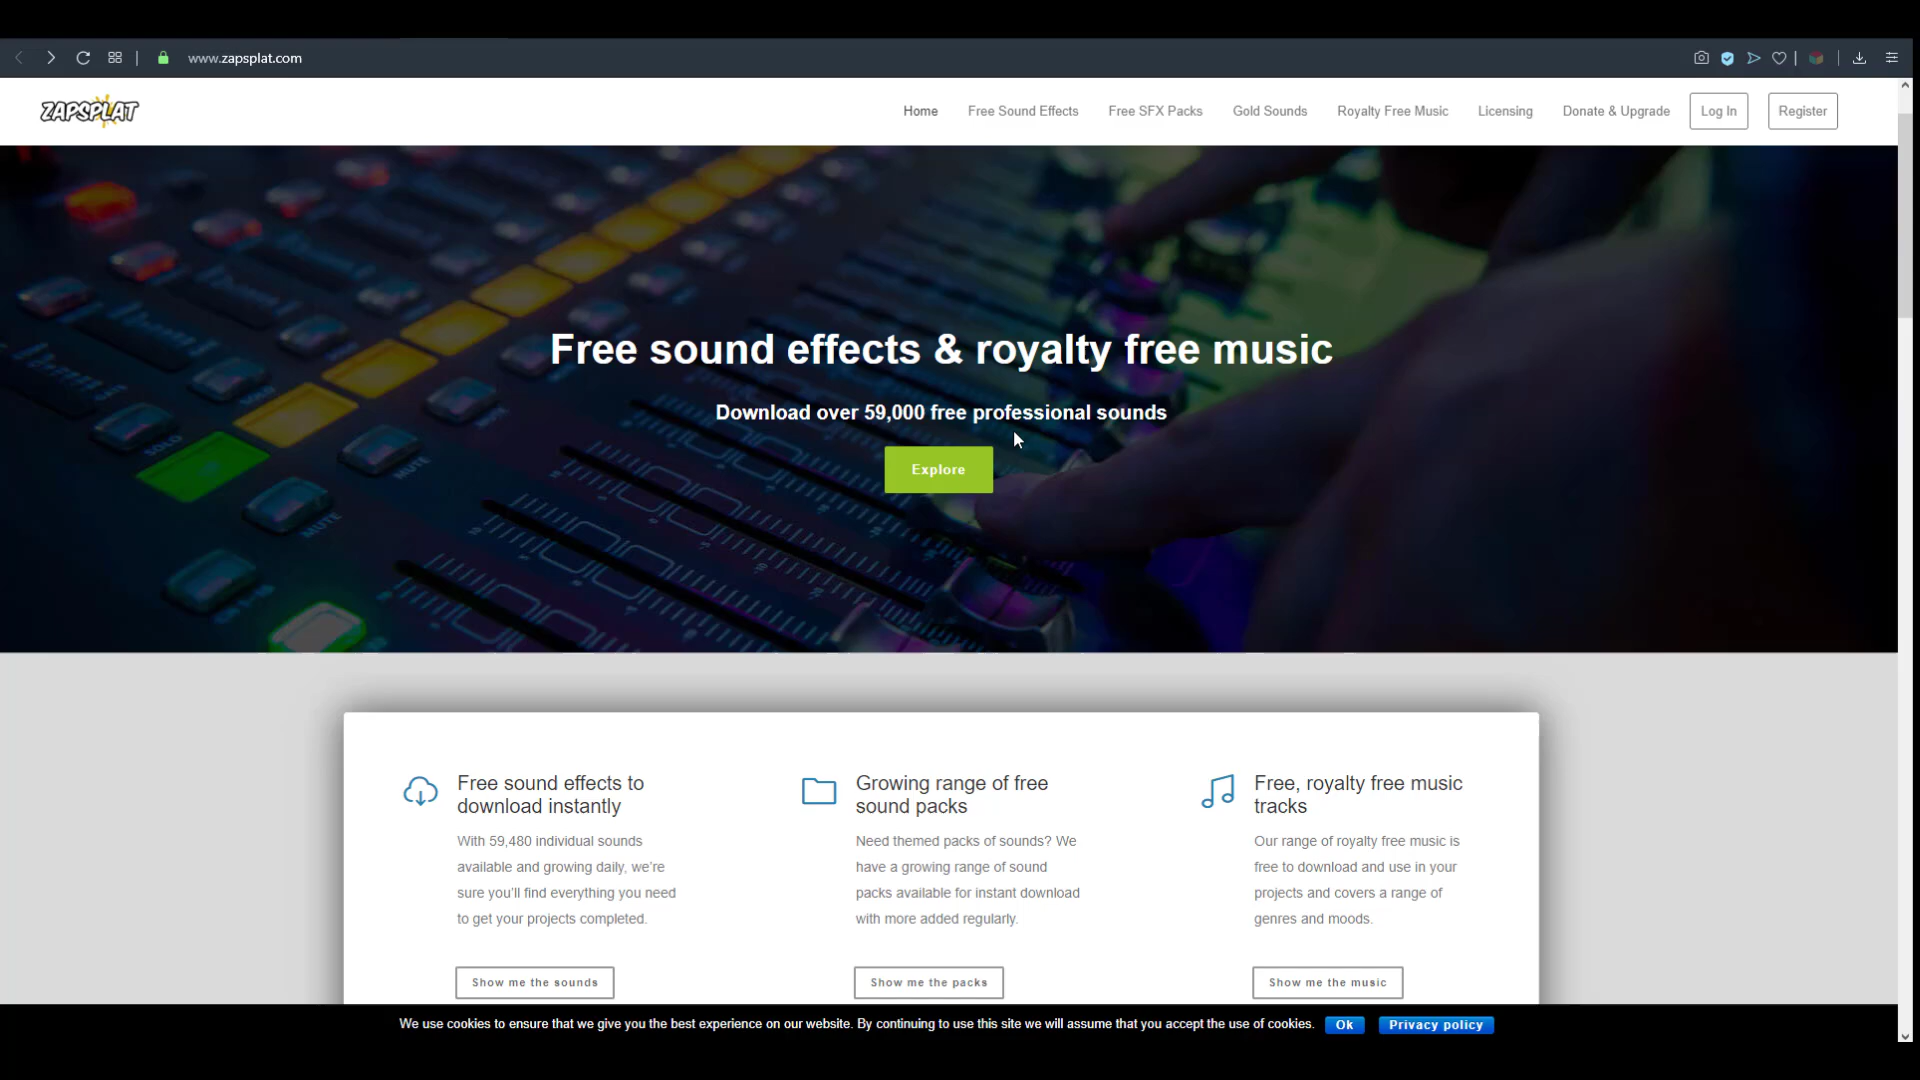 www.zapsplat.com
ZAPSPLAT
Home
Free Sound Effects
Free SFX Packs
Gold Sounds
Royalty Free Music
Licensing
Donate & Upgrade
Log In
Register
Free sound effects & royalty free music
Download over 59,000 free professional sounds
Explore
SOLO
MUTE
MUTE
Free sound effects to
download instantly
With 59,480 individual sounds
available and growing daily, we're
sure you'll find everything you need
to get your projects completed.
Show me the sounds
Growing range of free
sound packs
Need themed packs of sounds? We
have a growing range of sound
packs available for instant download
with more added regularly.
Show me the packs
Free, royalty free music
tracks
Our range of royalty free music is
free to download and use in your
projects and covers a range of
genres and moods.
Show me the music
We use cookies to ensure that we give you the best experience on our website. By continuing to use this site we will assume that you accept the use of cookies.
Ok
Privacy policy